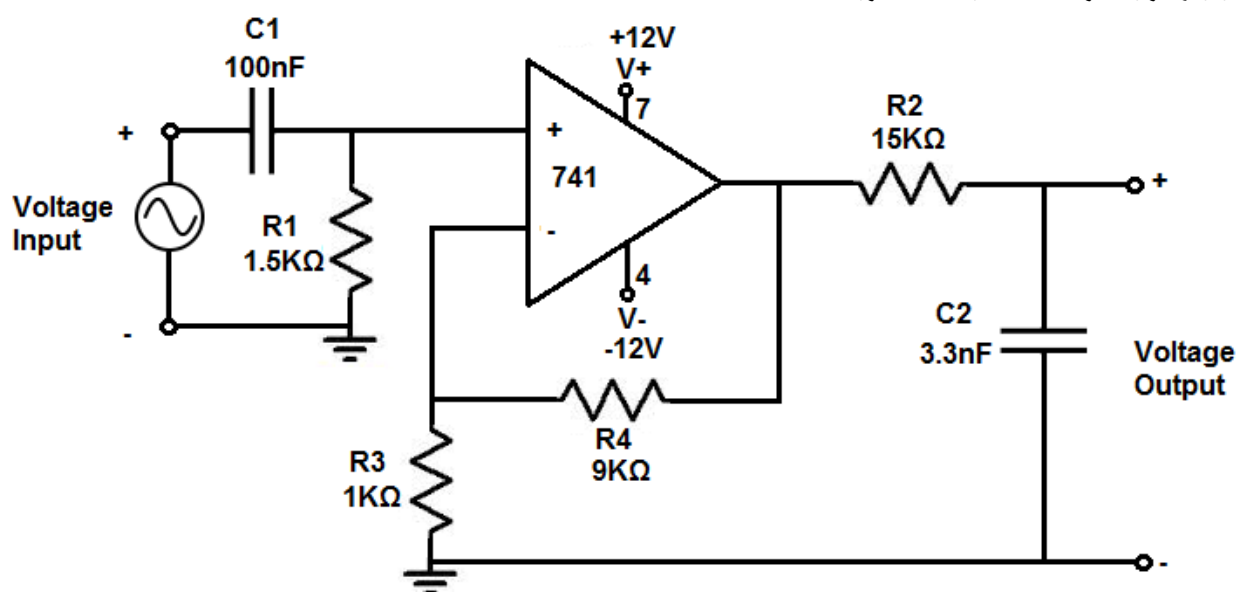 C1
100nF
+12V
V+
7
R2
15KΩ
+
+
+
741
Voltage
Input
R1
1.5KΩ
-
4
-
V-
-12V
C2
3.3nF
Voltage
Output
R4
9KΩ
R3
1KΩ
-